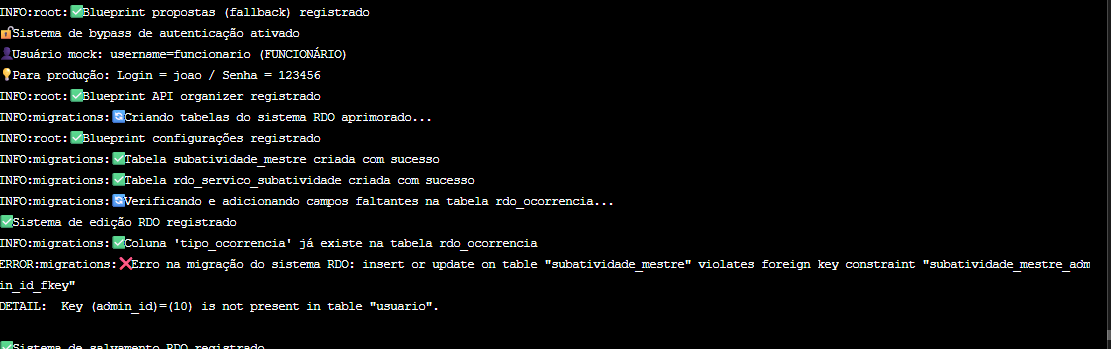 INFO:root:✅Blueprint propostas (fallback) registrado
🔓Sistema de bypass de autenticação ativado
👤Usuário mock: username=funcionario (FUNCIONÁRIO)
💡Para produção: Login = joao / Senha = 123456
INFO:root:✅Blueprint API organizer registrado
INFO:migrations:🔄Criando tabelas do sistema RDO aprimorado...
INFO:root:✅Blueprint configurações registrado
INFO:migrations:✅Tabela subatividade_mestre criada com sucesso
INFO:migrations:✅Tabela rdo_servico_subatividade criada com sucesso
INFO:migrations:🔄Verificando e adicionando campos faltantes na tabela rdo_ocorrencia...
✅Sistema de edição RDO registrado
INFO:migrations:✅Coluna 'tipo_ocorrencia' já existe na tabela rdo_ocorrencia
ERROR:migrations:❌Erro na migração do sistema RDO: insert or update on table "subatividade_mestre" violates foreign key constraint "subatividade_mestre_adm
in_id_fkey"
DETAIL:  Key (admin_id)=(10) is not present in table "usuario".
✅Sistema de salvamento RDO registrado